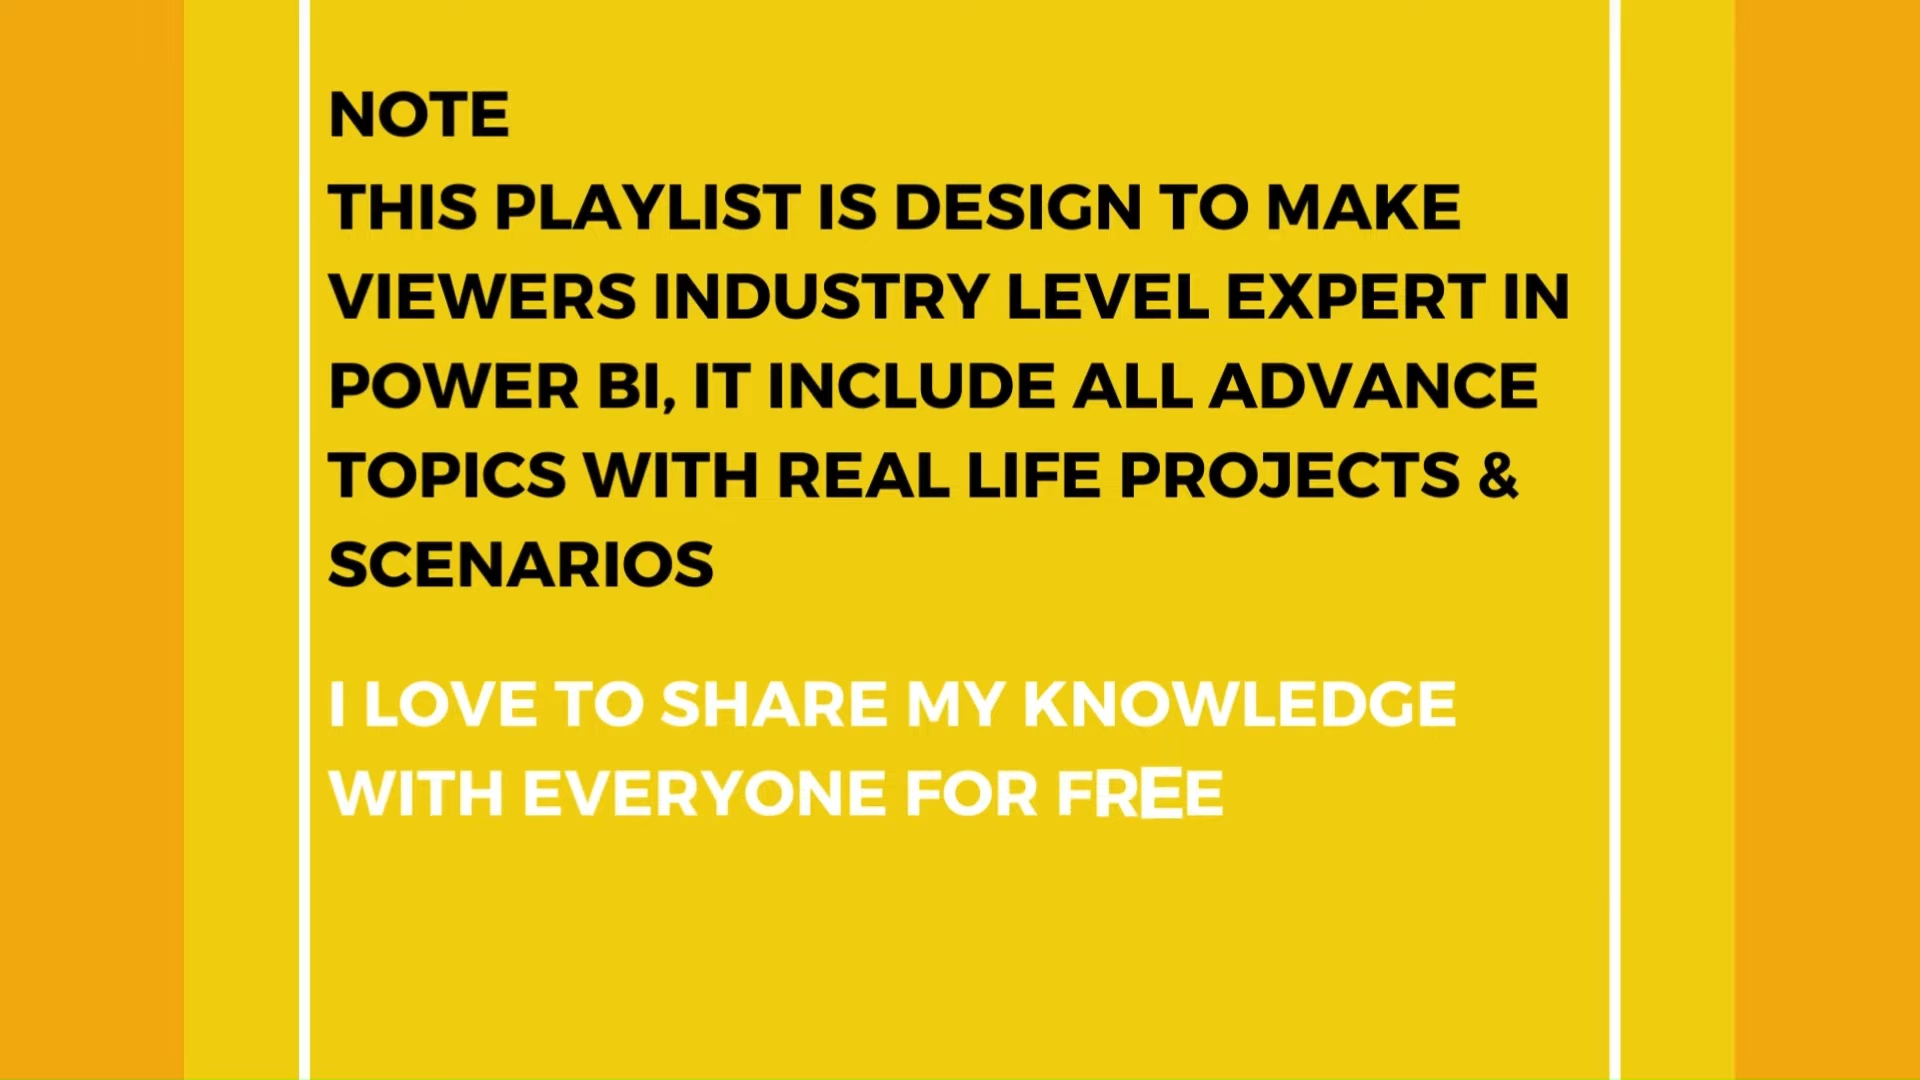 NOTE
THIS PLAYLIST IS DESIGN TO MAKE
VIEWERS INDUSTRY LEVEL EXPERT IN
POWER BI, IT INCLUDE ALL ADVANCE
TOPICS WITH REAL LIFE PROJECTS &
SCENARIOS
I LOVE TO SHARE MY KNOWLEDGE
WITH EVERYONE FOR FREE